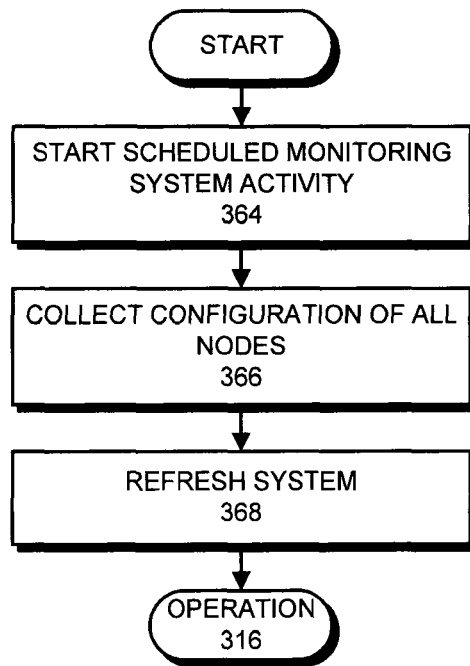 START
START SCHEDULED MONITORING
SYSTEM ACTIVITY
364
COLLECT CONFIGURATION OF ALL
NODES
366
REFRESH SYSTEM
368
OPERATION
316